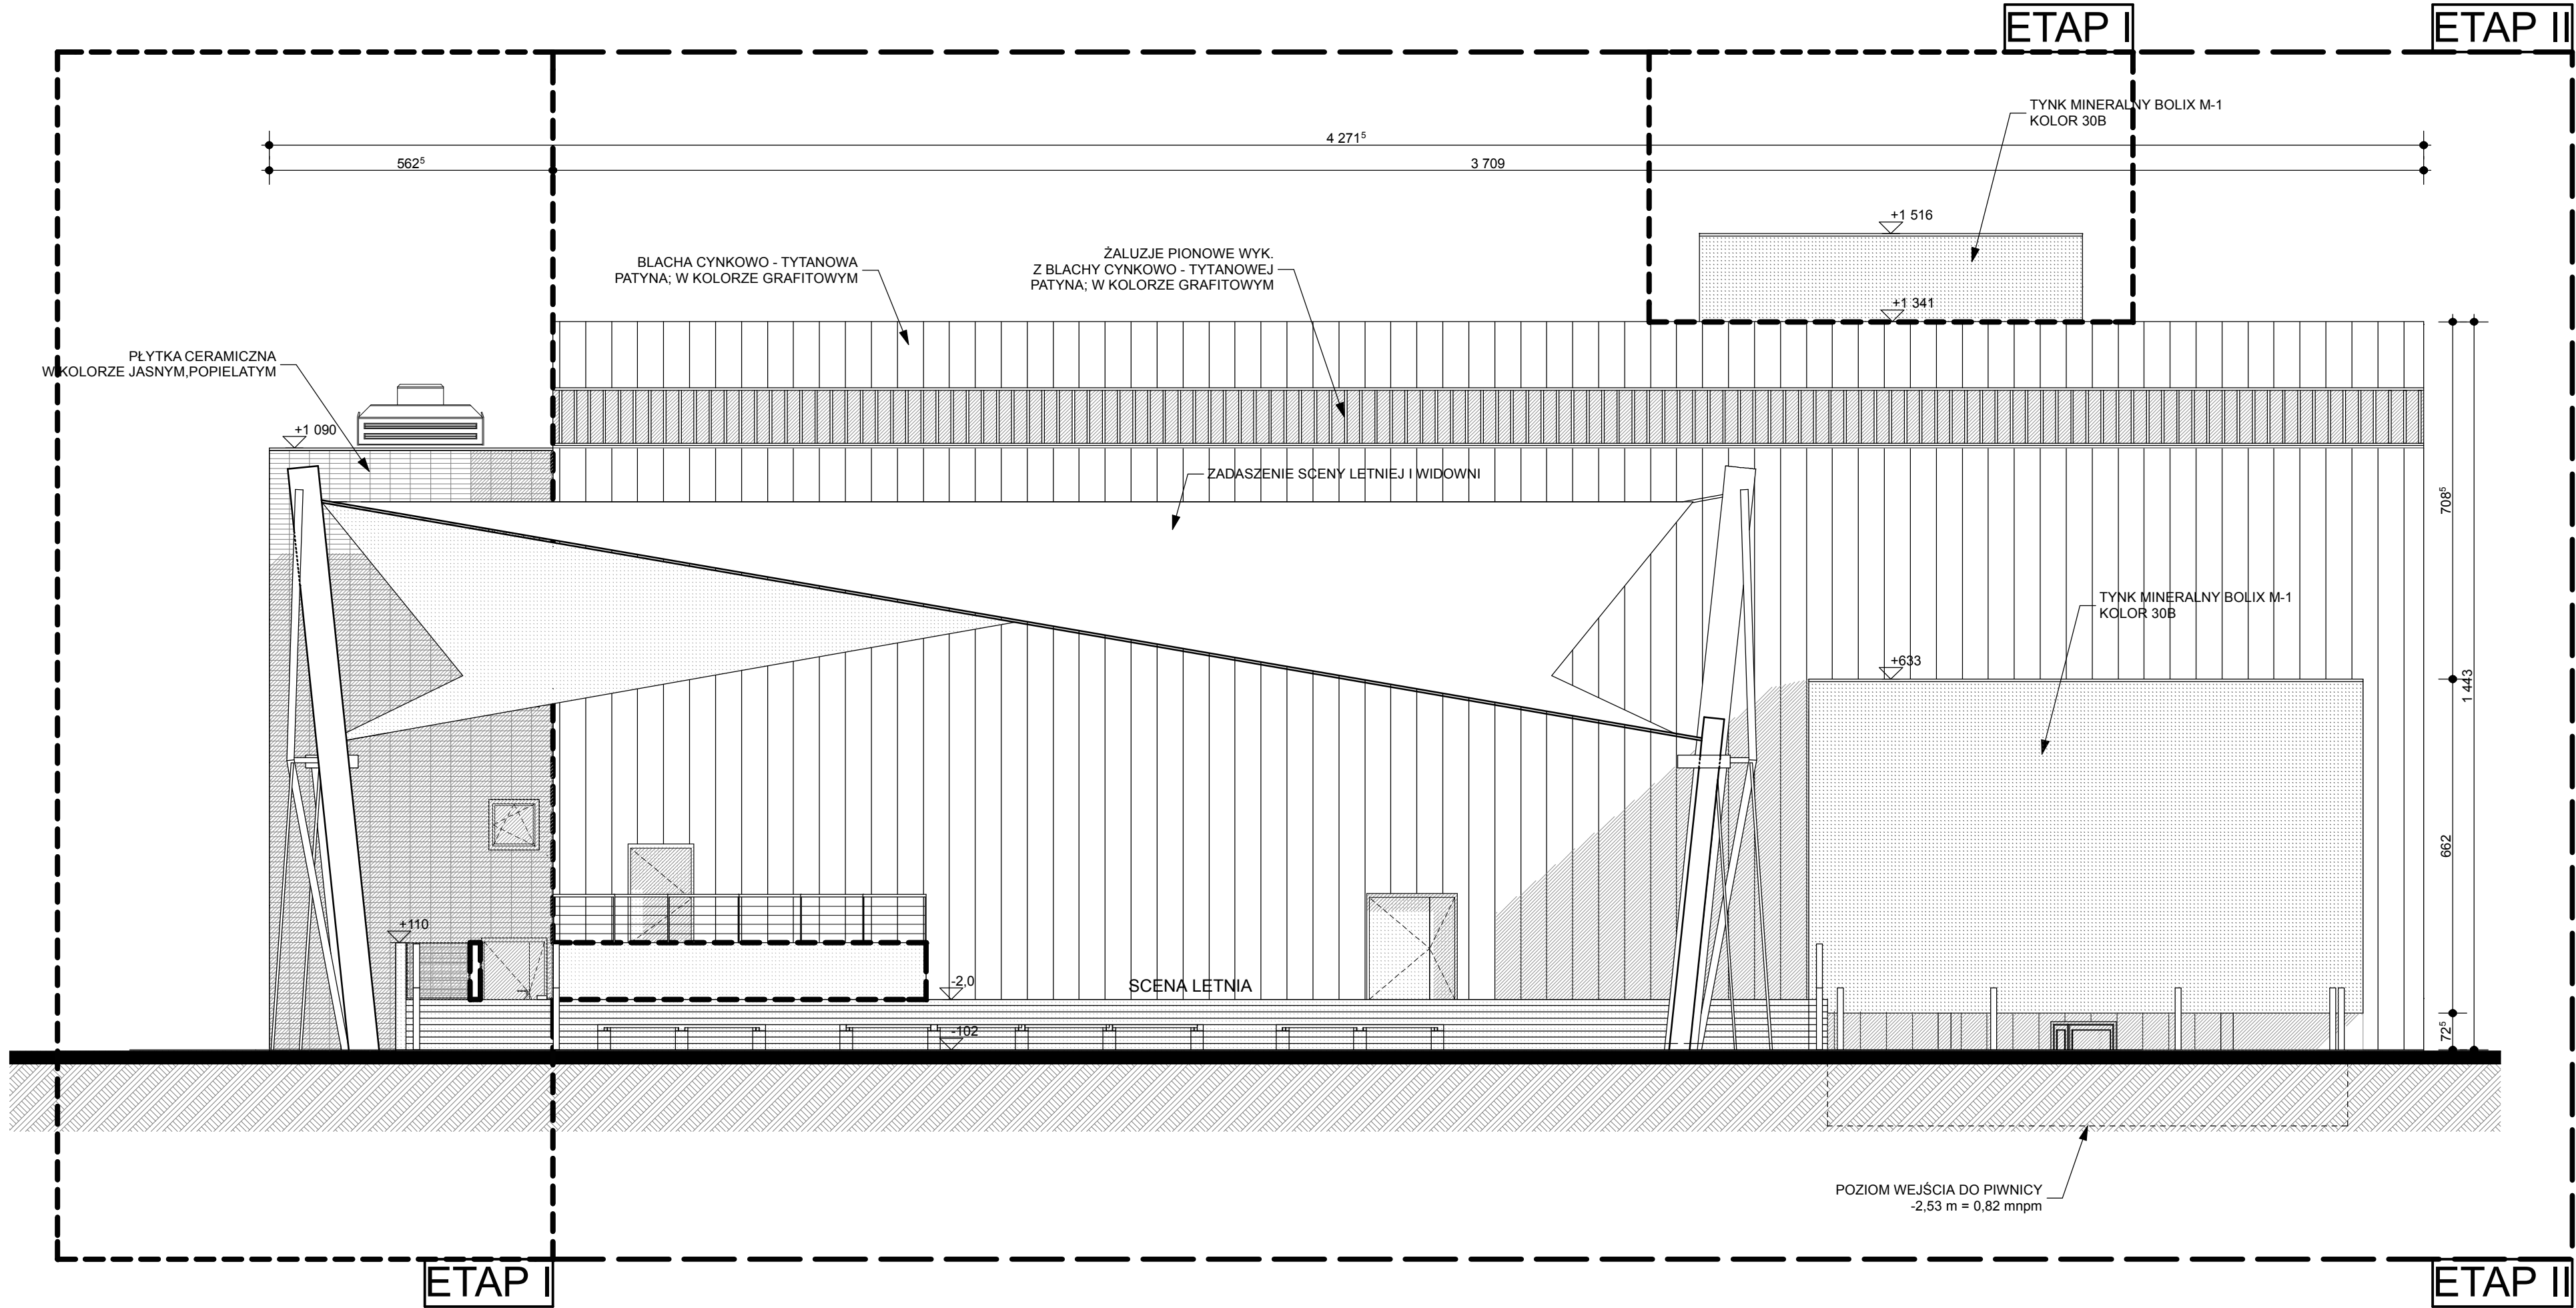 ETAP I
ETAP II
TYNK MINERALNY BOLIX M-1
KOLOR 30B
4 271⁵
562⁵
3 709
+1 516
ŻALUZJE PIONOWE WYK.
Z BLACHY CYNKOWO - TYTANOWEJ
PATYNA; W KOLORZE GRAFITOWYM
BLACHA CYNKOWO - TYTANOWA
PATYNA; W KOLORZE GRAFITOWYM
+1 341
PŁYTKA CERAMICZNA
W KOLORZE JASNYM,POPIELATYM
+1 090
ZADASZENIE SCENY LETNIEJ I WIDOWNI
708⁵
TYNK MINERALNY BOLIX M-1
KOLOR 30B
+633
1 443
662
+110
-2,0
SCENA LETNIA
-102
72⁵
POZIOM WEJŚCIA DO PIWNICY
-2,53 m = 0,82 mnpm
ETAP I
ETAP II